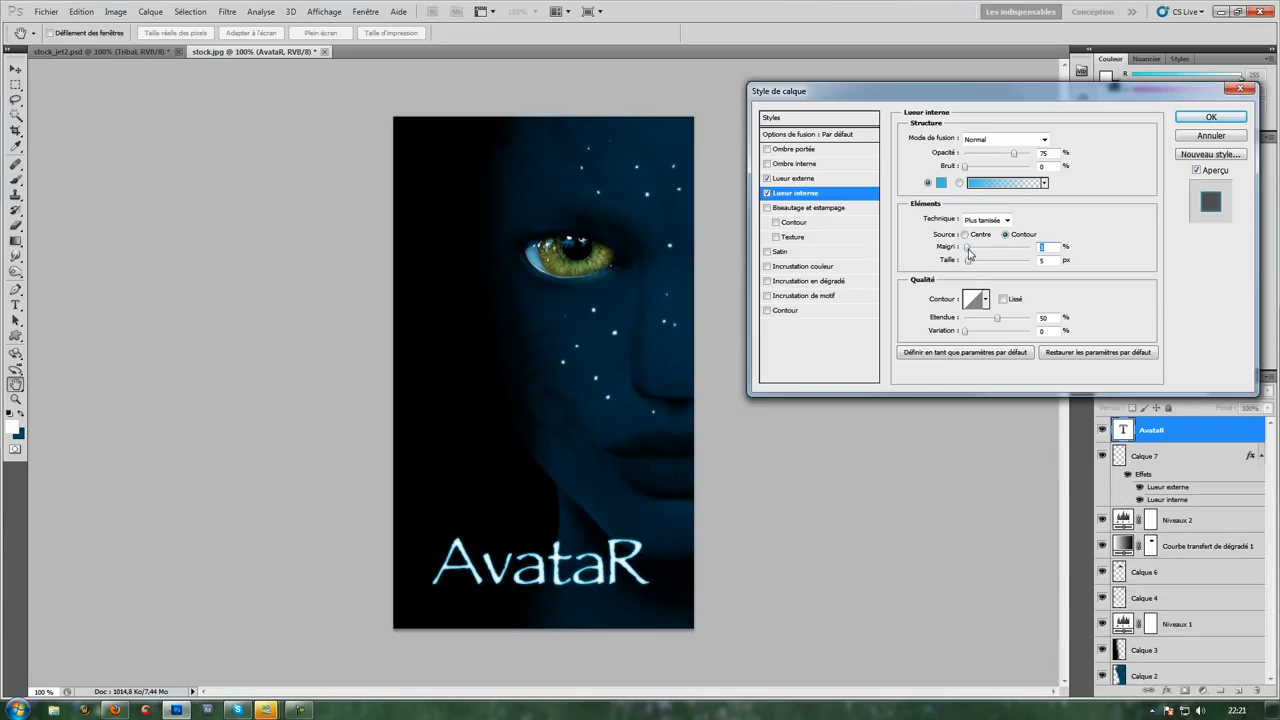 Ps Fichier Edition Image Calque Sélection Filtre Analyse 3D Affichage Fenêtre Aide 100% Les indispensables Conception CS Live
Défilement des fenêtres Taille réelle des pixels Adapter à l'écran Plein écran Taille d'impression
stock_jet2.psd @ 100% (Tribal, RVB/8) * stock.jpg @ 100% (AvataR, RVB/8) *
Couleur Nuancier Styles
R 255
Style de calque
Styles
Options de fusion : Par défaut
Ombre portée
Ombre interne
Lueur externe
Lueur interne
Biseautage et estampage
Contour
Texture
Satin
Incrustation couleur
Incrustation en dégradé
Incrustation de motif
Contour
Lueur interne
Structure
Mode de fusion : Normal
Opacité : 75 %
Bruit : 0 %
Eléments
Technique : Plus tamisée
Source : Centre Contour
Maigri : %
Taille : 5 px
Qualité
Contour : Lissé
Etendue : 50 %
Variation : 0 %
Définir en tant que paramètres par défaut Restaurer les paramètres par défaut
OK
Annuler
Nouveau style...
Aperçu
AvataR
Verrou : Fond : 100%
AvataR
Calque 7 fx
Effets
Lueur externe
Lueur interne
Niveaux 2
Courbe transfert de dégradé 1
Calque 6
Calque 4
Niveaux 1
Calque 3
Calque 2
100 % Doc : 1014,8 Ko/7,44 Mo
22:21